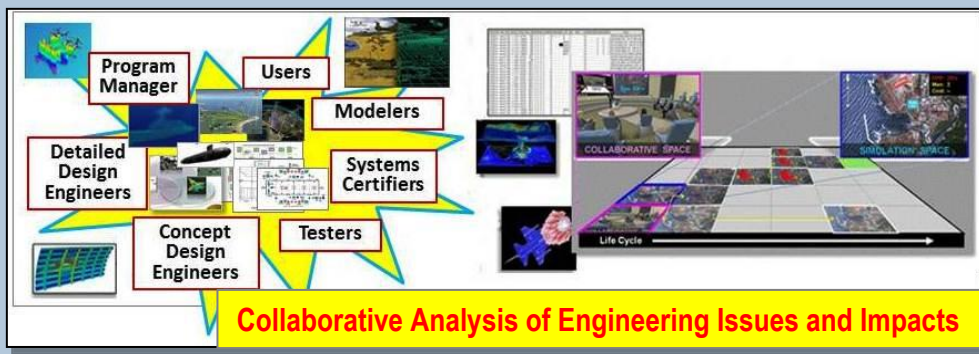 Program
Manager
Users
Modelers
Detailed
Design
Engineers
Systems
Certifiers
Concept
Design
Engineers
Testers
COLLABORATIVE SPACE
SIMULATION SPACE
Life Cycle
Collaborative Analysis of Engineering Issues and Impacts